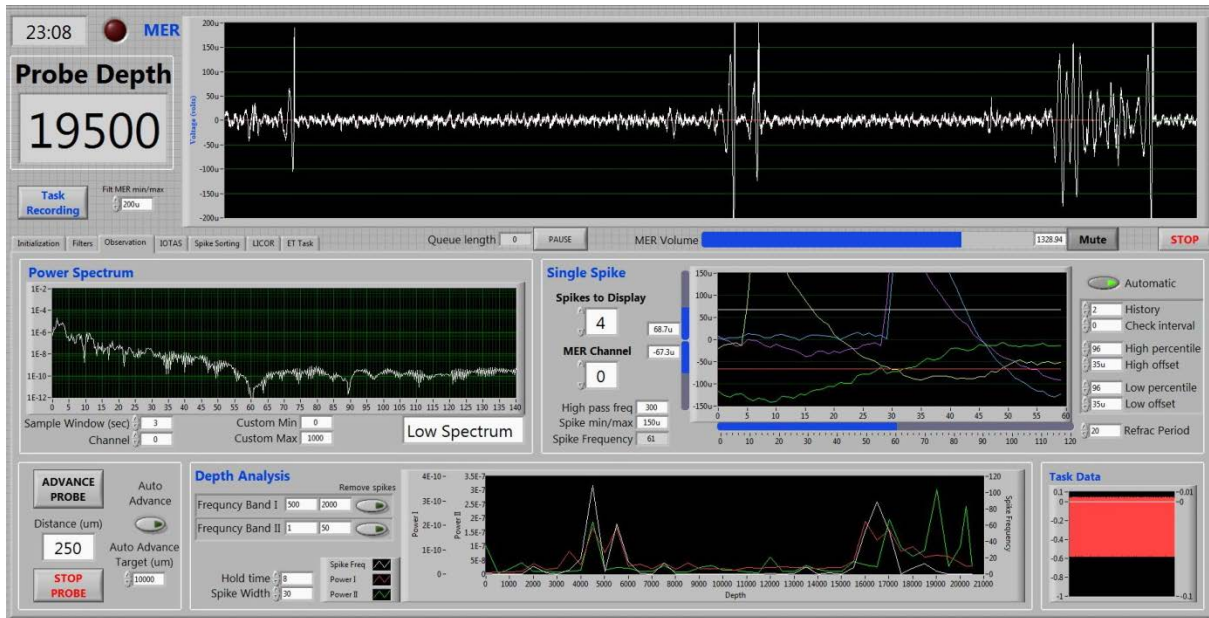 23:08 MER
Probe Depth
19500
Task Recording
Filt MER min/max
200u
Voltage (volts)
200u
150u
100u
50u
0
-50u
-100u
-150u
-200u
Initialization Filters Observation IOTAS Spike Sorting LICOR ET Task
Queue length 0 PAUSE MER Volume 1328.94 Mute STOP
Power Spectrum
1E-2
1E-4
1E-6
1E-8
1E-10
1E-12
0 5 10 15 20 25 30 35 40 45 50 55 60 65 70 75 80 85 90 95 100 105 110 115 120 125 130 135 140
Sample Window (sec) 3 Custom Min 0
Channel 0 Custom Max 1000
Low Spectrum
Single Spike
Spikes to Display
4
68.7u
MER Channel
-67.3u
0
High pass freq 300
Spike min/max 150u
Spike Frequency 61
150u
100u
50u
0
-50u
-100u
-150u
0 5 10 15 20 25 30 35 40 45 50 55 60
0 10 20 30 40 50 60 70 80 90 100 110 120
Automatic
2 History
0 Check interval
96 High percentile
35u High offset
96 Low percentile
35u Low offset
20 Refrac Period
ADVANCE PROBE
Auto Advance
Distance (um)
250
Auto Advance Target (um)
10000
STOP PROBE
Depth Analysis
Remove spikes
Frequncy Band I 500 2000
Frequncy Band II 1 50
Hold time 8
Spike Width 30
Spike Freq
Power I
Power II
Power I
4E-10
3E-10
2E-10
1E-10
0
Power II
3.5E-7
3E-7
2.5E-7
2E-7
1.5E-7
1E-7
5E-8
0
120
100
80
60
40
20
0
Spike Frequency
0 1000 2000 3000 4000 5000 6000 7000 8000 9000 10000 11000 12000 13000 14000 15000 16000 17000 18000 19000 20000 21000
Depth
Task Data
0.1
0
-0.2
-0.4
-0.6
-0.8
-1
0.01
0
-0.1